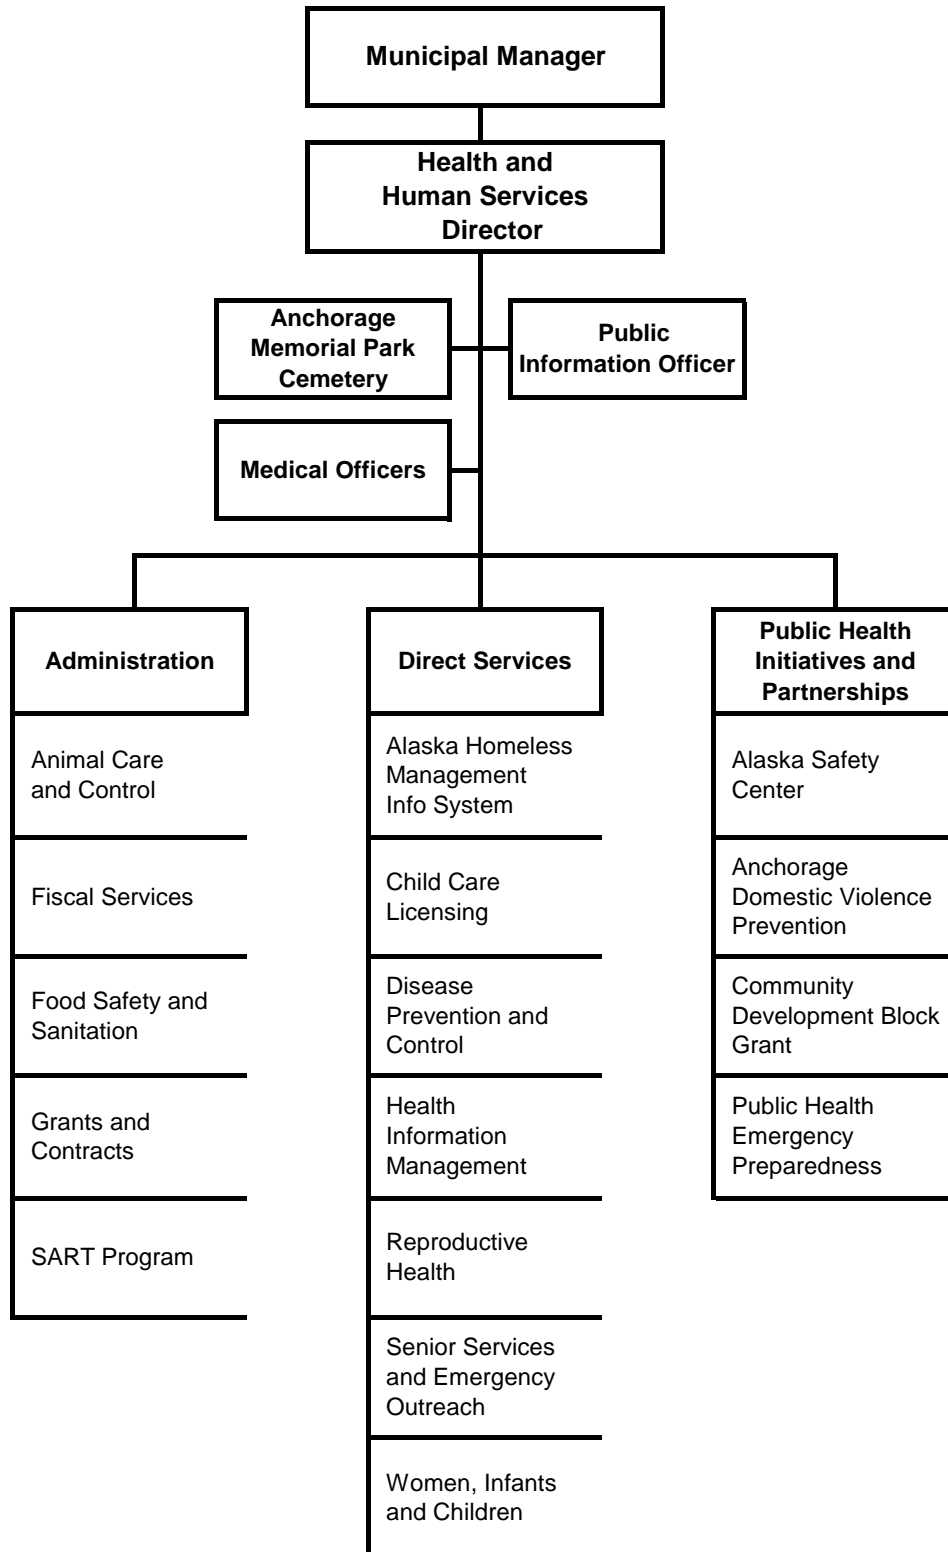 Municipal Manager
Health and
Human Services
Director
Anchorage
Memorial Park
Cemetery
Public
Information Officer
Medical Officers
Administration
Animal Care
and Control
Fiscal Services
Food Safety and
Sanitation
Grants and
Contracts
SART Program
Direct Services
Alaska Homeless
Management
Info System
Child Care
Licensing
Disease
Prevention and
Control
Health
Information
Management
Reproductive
Health
Senior Services
and Emergency
Outreach
Women, Infants
and Children
Public Health
Initiatives and
Partnerships
Alaska Safety
Center
Anchorage
Domestic Violence
Prevention
Community
Development Block
Grant
Public Health
Emergency
Preparedness